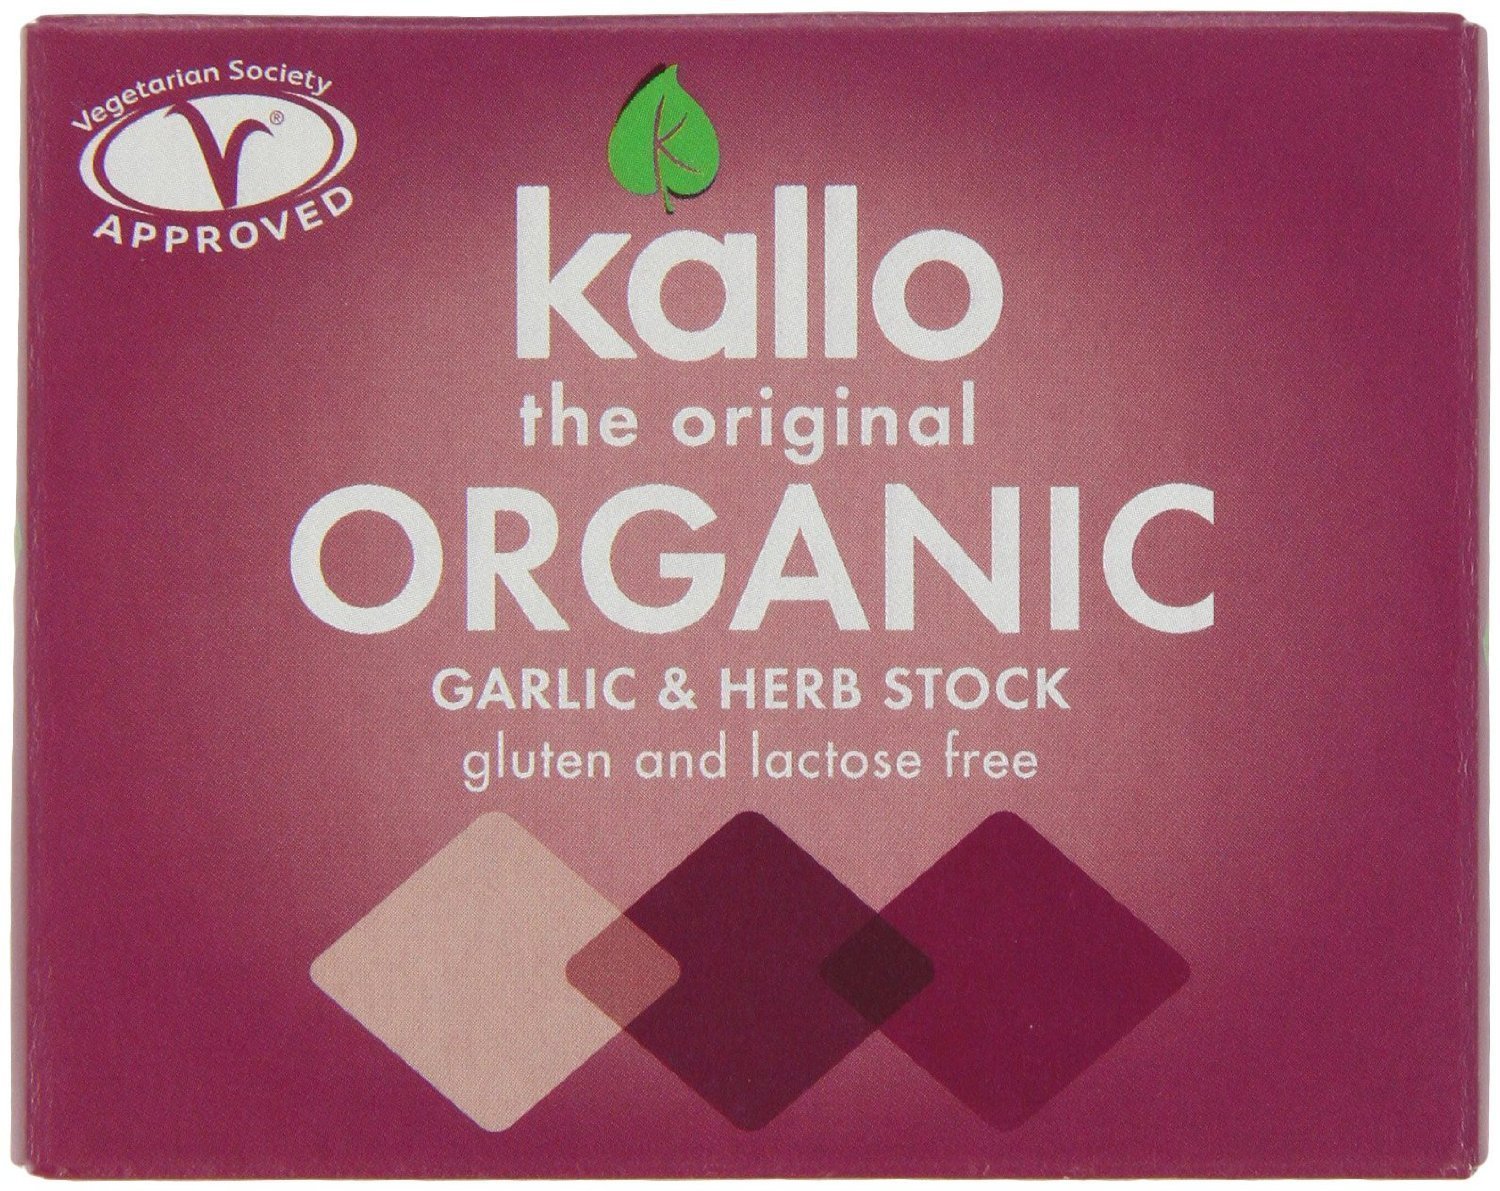 Vegetarian Society
V®
APPROVED
K
kallo
the original
ORGANIC
GARLIC & HERB STOCK
gluten and lactose free